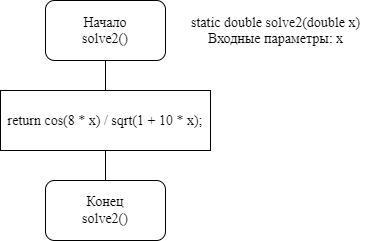 Начало
solve2()
static double solve2(double x)
Входные параметры: x
return cos(8 * x) / sqrt(1 + 10 * x);
Конец
solve2()